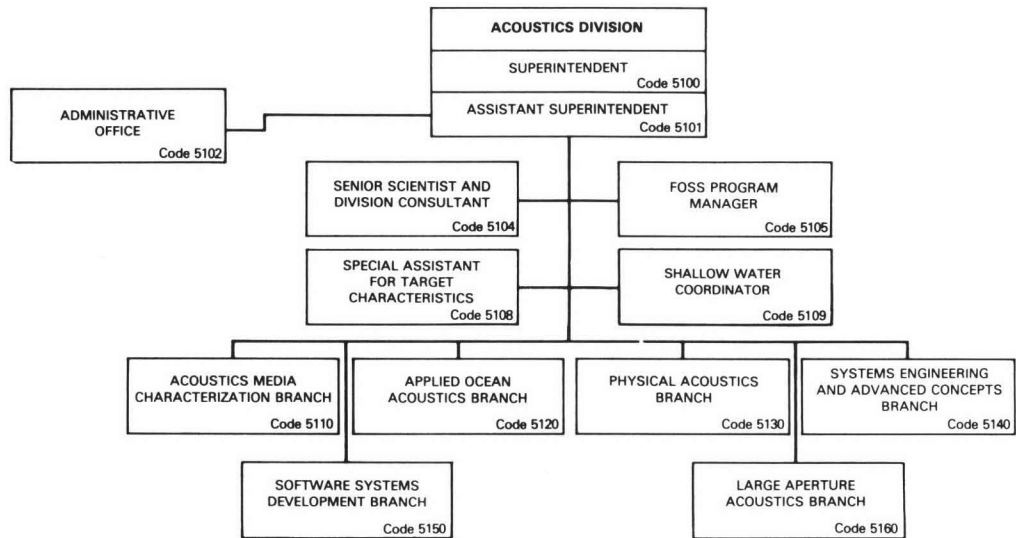 ACOUSTICS DIVISION
SUPERINTENDENT
Code 5100
ASSISTANT SUPERINTENDENT
Code 5101
ADMINISTRATIVE
OFFICE
Code 5102
SENIOR SCIENTIST AND
DIVISION CONSULTANT
Code 5104
FOSS PROGRAM
MANAGER
Code 5105
SPECIAL ASSISTANT
FOR TARGET
CHARACTERISTICS
Code 5108
SHALLOW WATER
COORDINATOR
Code 5109
ACOUSTICS MEDIA
CHARACTERIZATION BRANCH
Code 5110
APPLIED OCEAN
ACOUSTICS BRANCH
Code 5120
PHYSICAL ACOUSTICS
BRANCH
Code 5130
SYSTEMS ENGINEERING
AND ADVANCED CONCEPTS
BRANCH
Code 5140
SOFTWARE SYSTEMS
DEVELOPMENT BRANCH
Code 5150
LARGE APERTURE
ACOUSTICS BRANCH
Code 5160